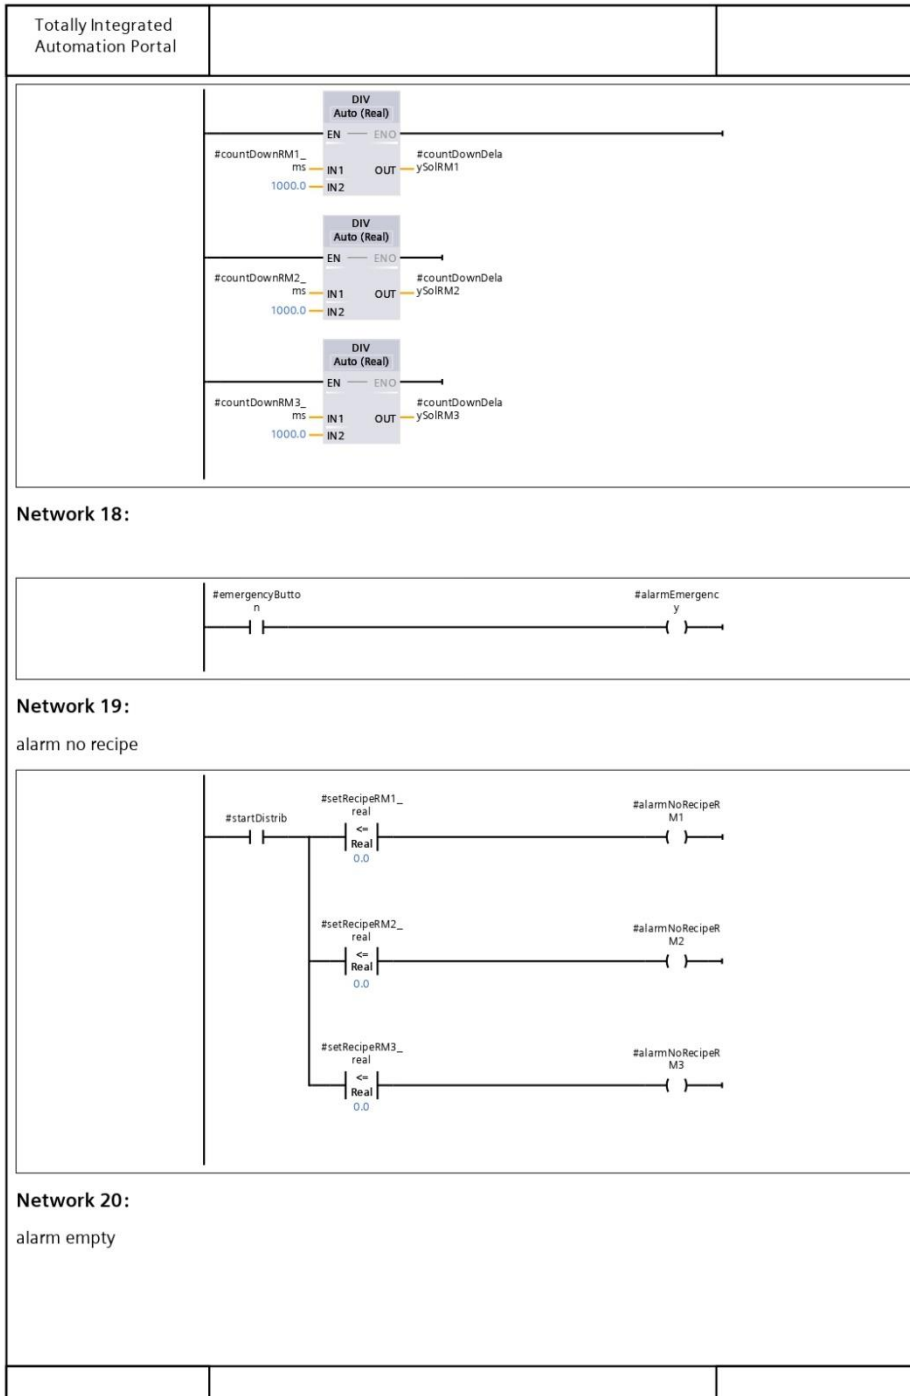 Totally Integrated
Automation Portal
DIV
Auto (Real)
EN ENO
#countDownRM1_
ms
IN1
1000.0
IN2
OUT
#countDownDela
ySolRM1
DIV
Auto (Real)
EN ENO
#countDownRM2_
ms
IN1
1000.0
IN2
OUT
#countDownDela
ySolRM2
DIV
Auto (Real)
EN ENO
#countDownRM3_
ms
IN1
1000.0
IN2
OUT
#countDownDela
ySolRM3
Network 18:
#emergencyButto
n
#alarmEmergenc
y
Network 19:
alarm no recipe
#startDistrib
#setRecipeRM1_
real
<=
Real
0.0
#alarmNoRecipeR
M1
#setRecipeRM2_
real
<=
Real
0.0
#alarmNoRecipeR
M2
#setRecipeRM3_
real
<=
Real
0.0
#alarmNoRecipeR
M3
Network 20:
alarm empty